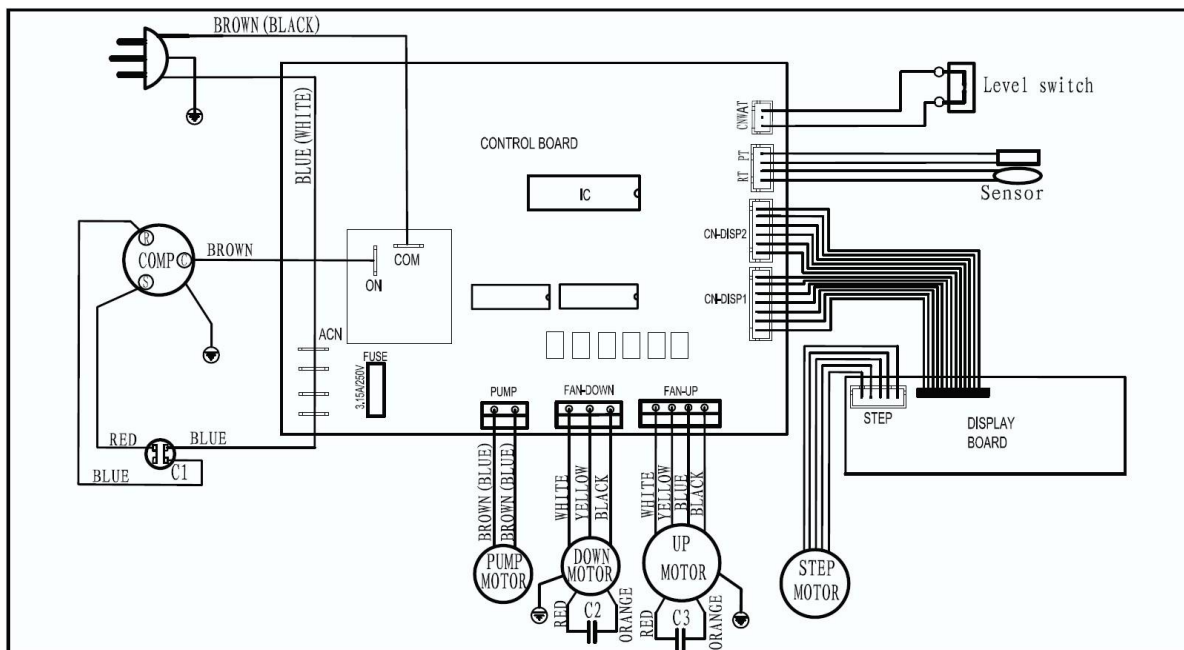 BROWN(BLACK)
BLUE(WHITE)
CONTROL BOARD
IC
CNWAT
Level switch
RT PT
Sensor
CN-DISP2
CN-DISP1
R
COMP C
S
BROWN
COM
ON
ACN
FUSE
3.15A/250V
PUMP
FAN-DOWN
FAN-UP
STEP
DISPLAY
BOARD
RED
BLUE
C1
BLUE
BROWN(BLUE)
BROWN(BLUE)
WHITE
YELLOW
BLACK
WHITE
YELLOW
BLUE
BLACK
PUMP
MOTOR
DOWN
MOTOR
UP
MOTOR
STEP
MOTOR
RED
C2
ORANGE
RED
C3
ORANGE